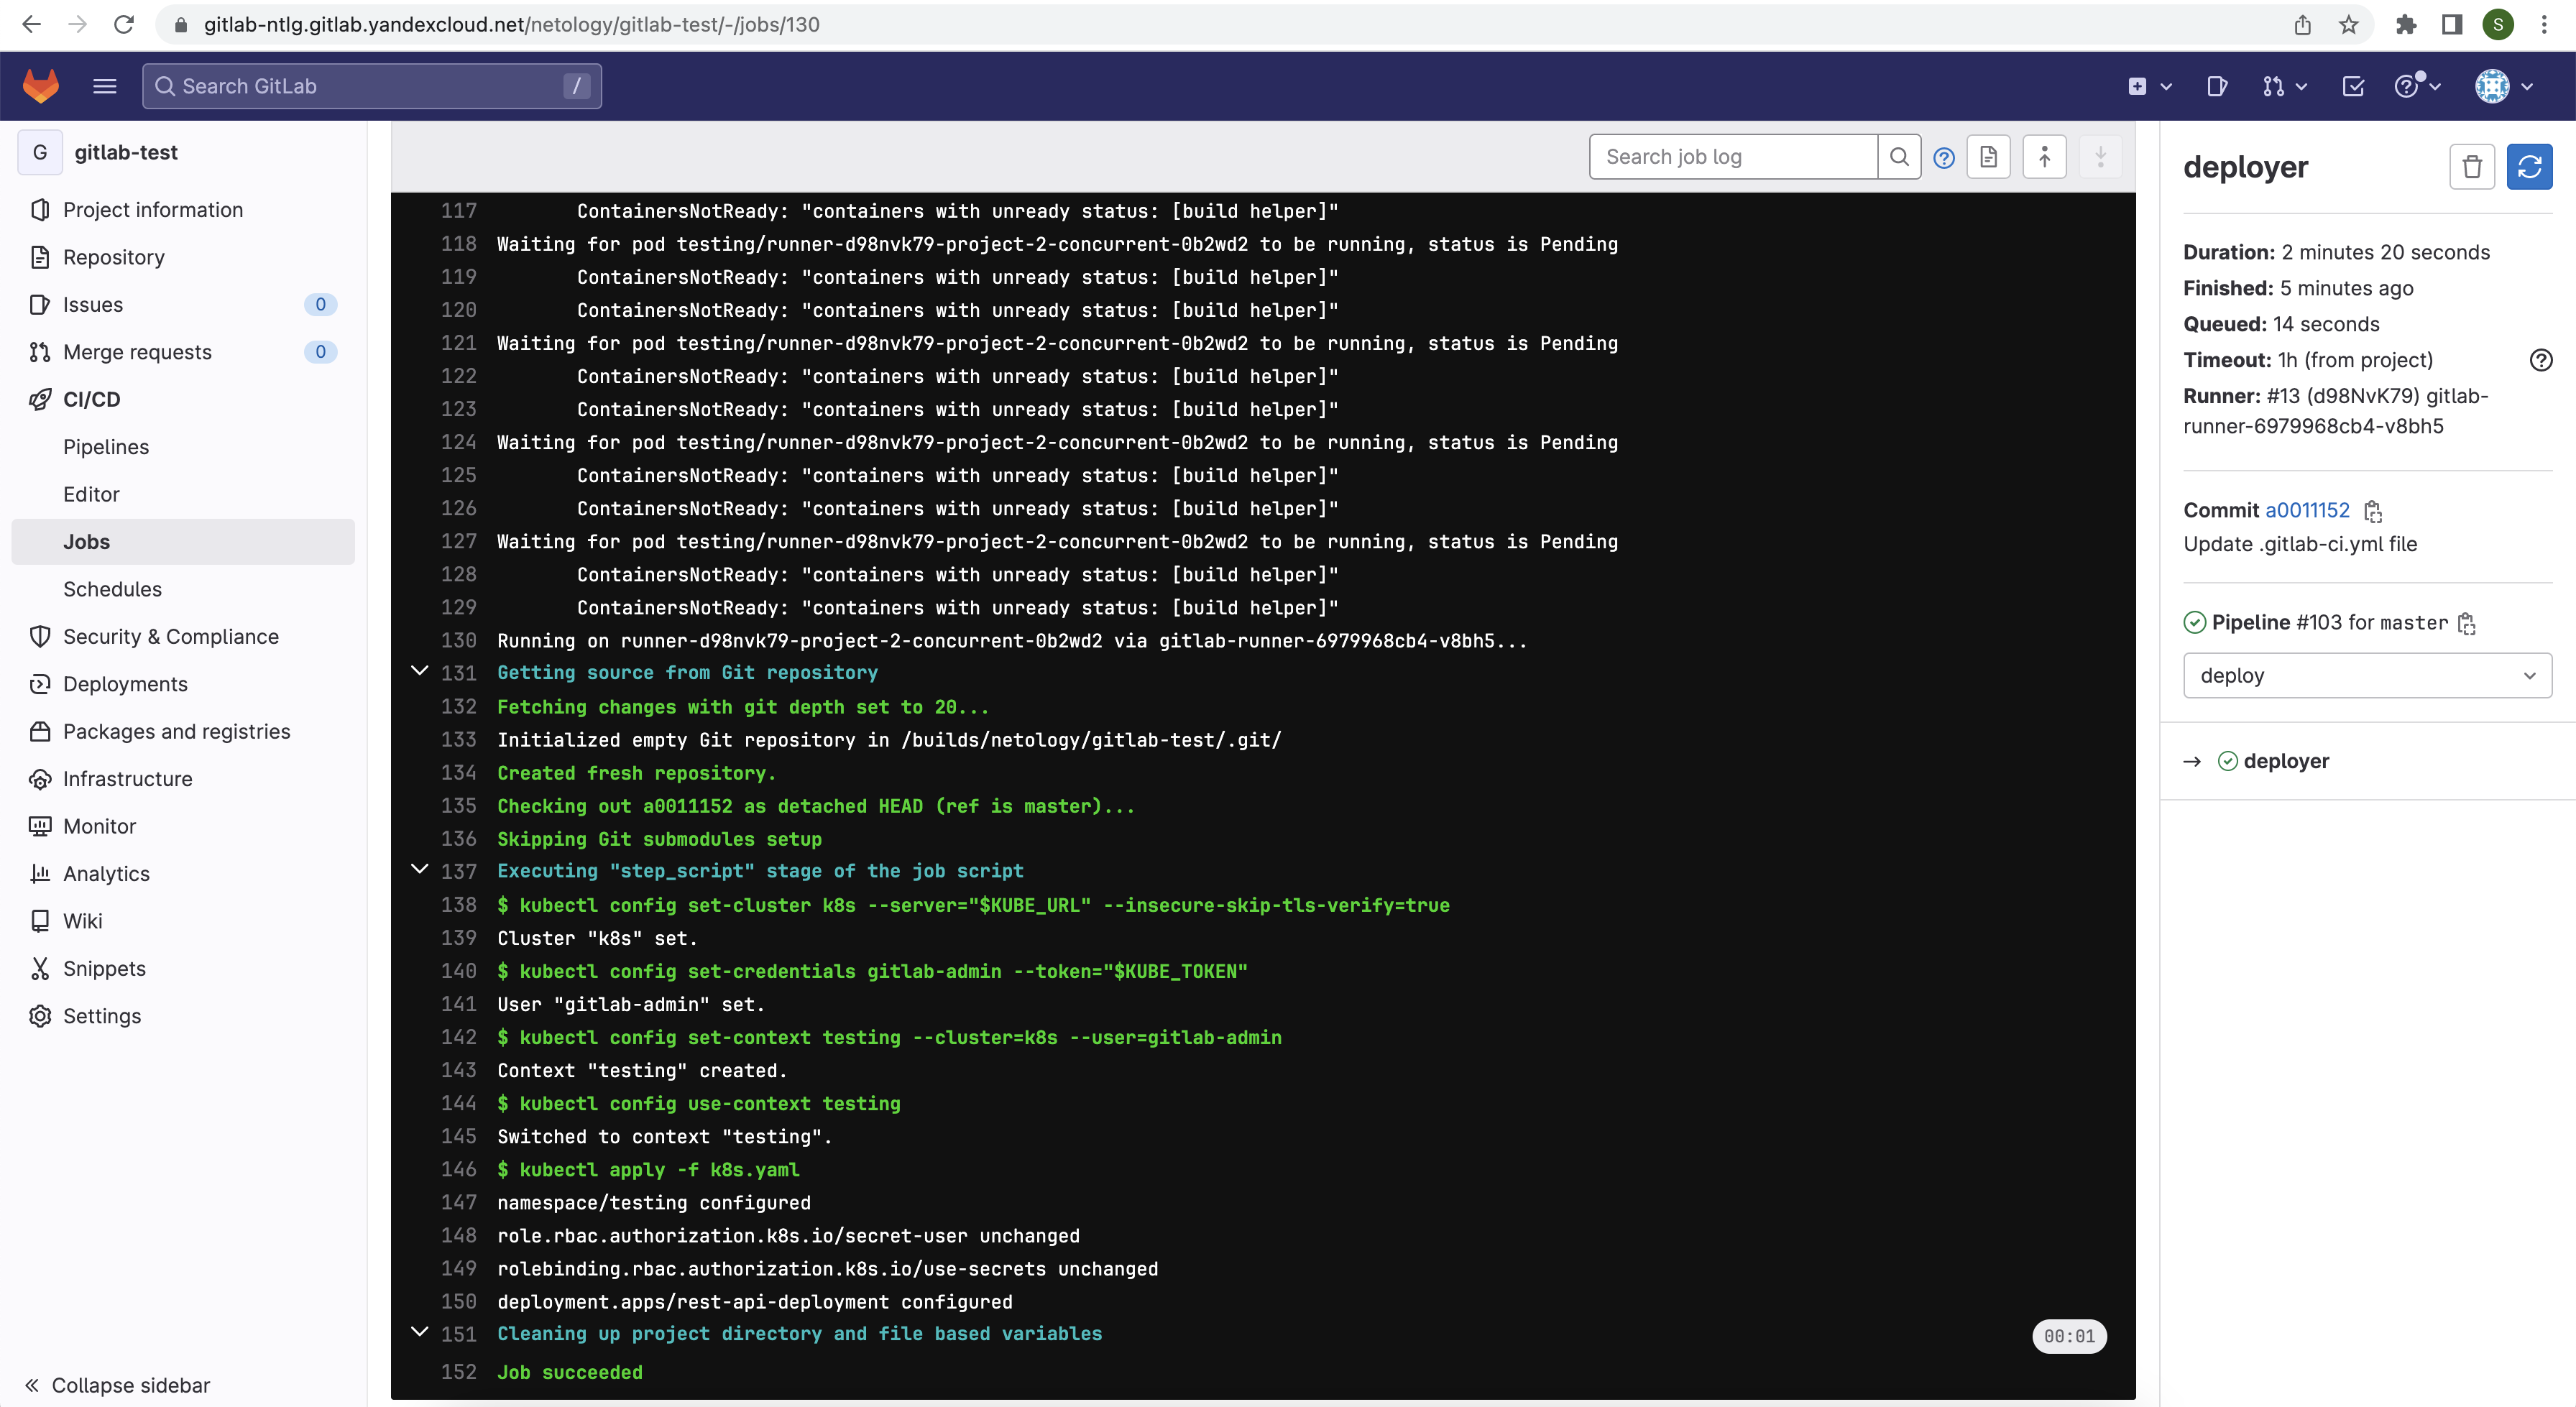 gitlab-ntlg.gitlab.yandexcloud.net/netology/gitlab-test/-/jobs/130
S
Search GitLab
/
G gitlab-test
Project information
Repository
Issues 0
Merge requests 0
CI/CD
Pipelines
Editor
Jobs
Schedules
Security & Compliance
Deployments
Packages and registries
Infrastructure
Monitor
Analytics
Wiki
Snippets
Settings
Collapse sidebar
Search job log
117 ContainersNotReady: "containers with unready status: [build helper]"
118 Waiting for pod testing/runner-d98nvk79-project-2-concurrent-0b2wd2 to be running, status is Pending
119 ContainersNotReady: "containers with unready status: [build helper]"
120 ContainersNotReady: "containers with unready status: [build helper]"
121 Waiting for pod testing/runner-d98nvk79-project-2-concurrent-0b2wd2 to be running, status is Pending
122 ContainersNotReady: "containers with unready status: [build helper]"
123 ContainersNotReady: "containers with unready status: [build helper]"
124 Waiting for pod testing/runner-d98nvk79-project-2-concurrent-0b2wd2 to be running, status is Pending
125 ContainersNotReady: "containers with unready status: [build helper]"
126 ContainersNotReady: "containers with unready status: [build helper]"
127 Waiting for pod testing/runner-d98nvk79-project-2-concurrent-0b2wd2 to be running, status is Pending
128 ContainersNotReady: "containers with unready status: [build helper]"
129 ContainersNotReady: "containers with unready status: [build helper]"
130 Running on runner-d98nvk79-project-2-concurrent-0b2wd2 via gitlab-runner-6979968cb4-v8bh5...
131 Getting source from Git repository
132 Fetching changes with git depth set to 20...
133 Initialized empty Git repository in /builds/netology/gitlab-test/.git/
134 Created fresh repository.
135 Checking out a0011152 as detached HEAD (ref is master)...
136 Skipping Git submodules setup
137 Executing "step_script" stage of the job script
138 $ kubectl config set-cluster k8s --server="$KUBE_URL" --insecure-skip-tls-verify=true
139 Cluster "k8s" set.
140 $ kubectl config set-credentials gitlab-admin --token="$KUBE_TOKEN"
141 User "gitlab-admin" set.
142 $ kubectl config set-context testing --cluster=k8s --user=gitlab-admin
143 Context "testing" created.
144 $ kubectl config use-context testing
145 Switched to context "testing".
146 $ kubectl apply -f k8s.yaml
147 namespace/testing configured
148 role.rbac.authorization.k8s.io/secret-user unchanged
149 rolebinding.rbac.authorization.k8s.io/use-secrets unchanged
150 deployment.apps/rest-api-deployment configured
151 Cleaning up project directory and file based variables 00:01
152 Job succeeded
deployer
Duration: 2 minutes 20 seconds
Finished: 5 minutes ago
Queued: 14 seconds
Timeout: 1h (from project)
Runner: #13 (d98NvK79) gitlab-
runner-6979968cb4-v8bh5
Commit a0011152
Update .gitlab-ci.yml file
Pipeline #103 for master
deploy
→ deployer